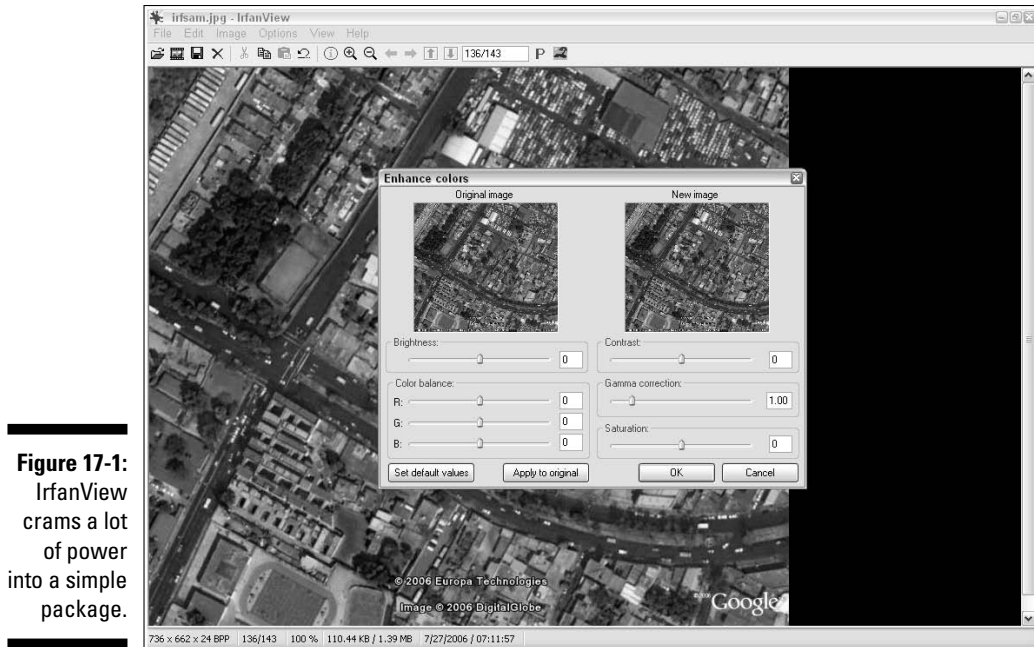 irfsam.jpg - IrfanView
File Edit Image Options View Help
136/143 P
Enhance colors
Original image New image
Brightness: 0
Contrast: 0
Color balance:
R: 0
G: 0
B: 0
Gamma correction:
1.00
Saturation:
0
Set default values Apply to original OK Cancel
© 2006 Europa Technologies
Image © 2006 DigitalGlobe
©2006 Google
736 x 662 x 24 BPP 136/143 100 % 110.44 KB / 1.39 MB 7/27/2006 / 07:11:57
Figure 17-1:
IrfanView
crams a lot
of power
into a simple
package.